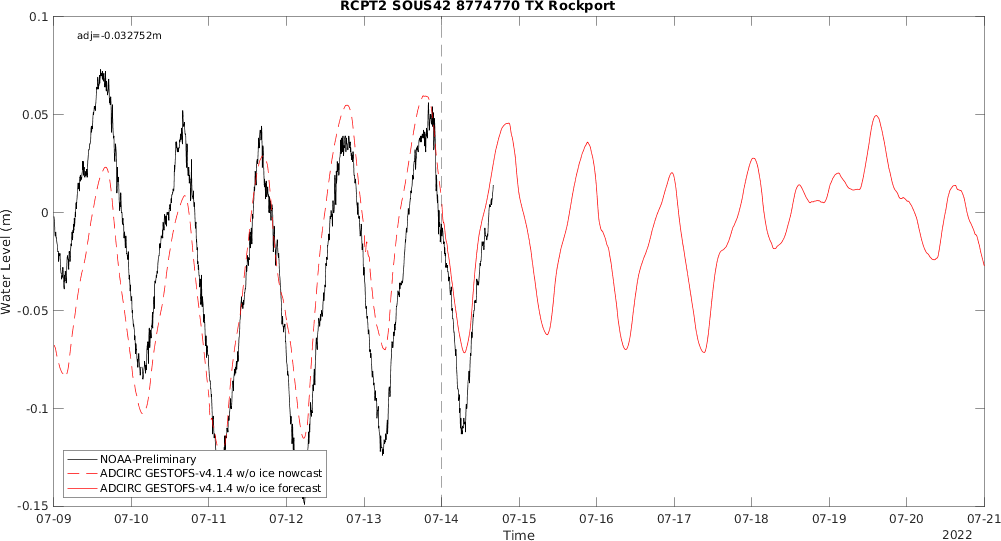 RCPT2 SOUS42 8774770 TX Rockport
adj=-0.032752m
0.1
0.05
0
-0.05
-0.1
-0.15
Water Level (m)
NOAA-Preliminary
ADCIRC GESTOFS-v4.1.4 w/o ice nowcast
ADCIRC GESTOFS-v4.1.4 w/o ice forecast
07-09 07-10 07-11 07-12 07-13 07-14 07-15 07-16 07-17 07-18 07-19 07-20 07-21
Time
2022